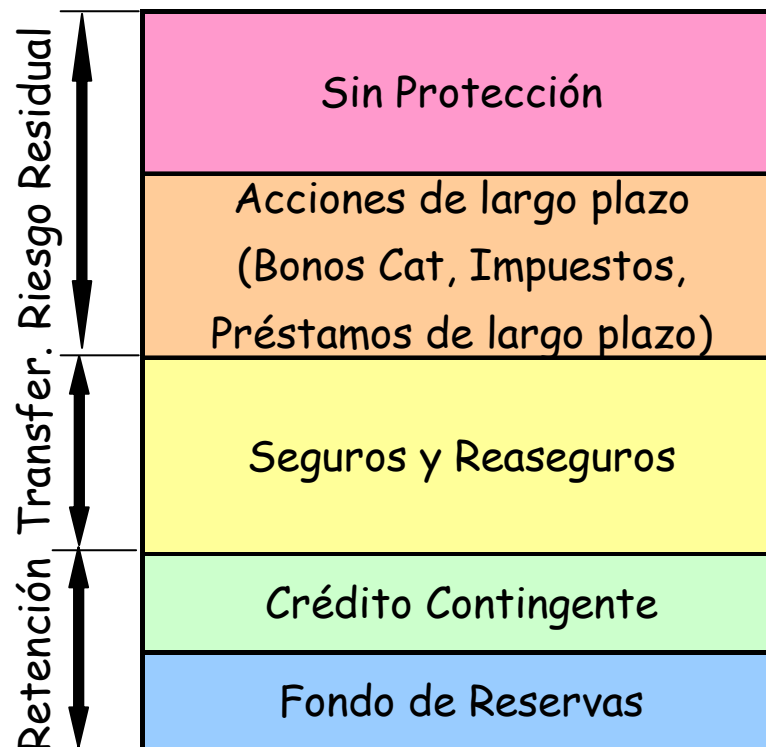 Riesgo Residual
Sin Protección
Acciones de largo plazo
(Bonos Cat, Impuestos,
Préstamos de largo plazo)
Transfer.
Seguros y Reaseguros
Retención
Crédito Contingente
Fondo de Reservas